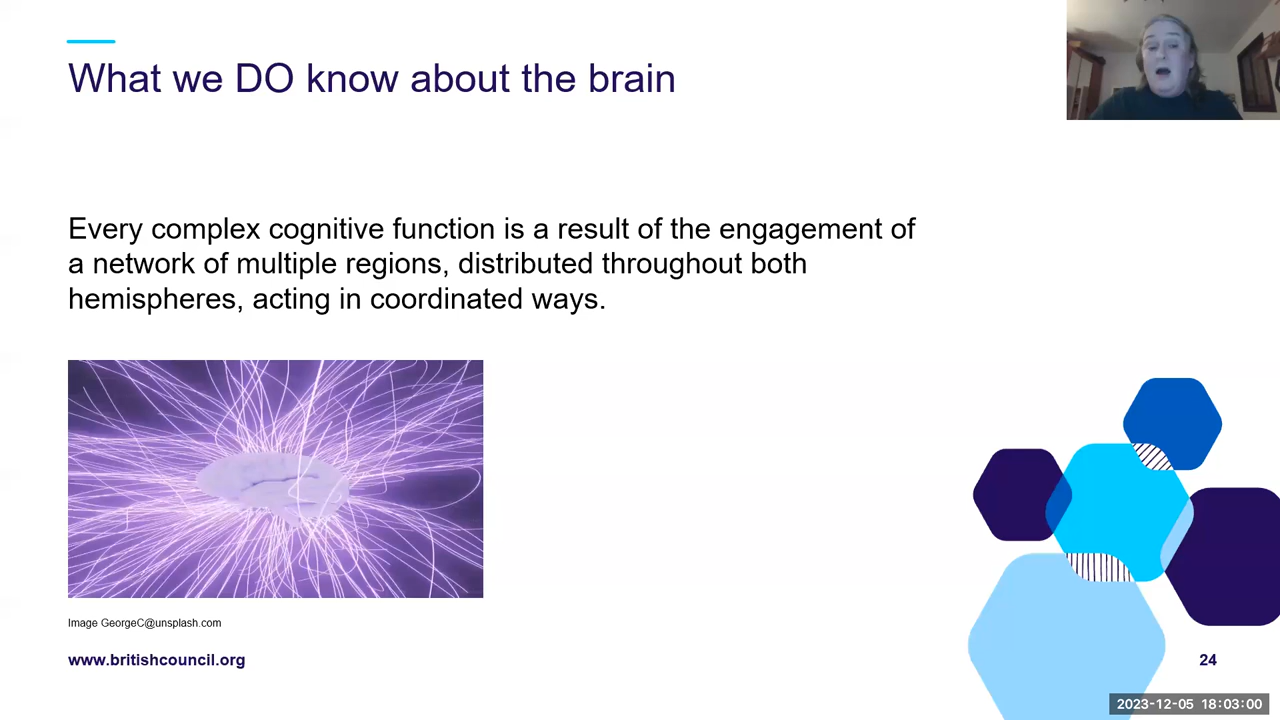 What we DO know about the brain
Every complex cognitive function is a result of the engagement of
a network of multiple regions, distributed throughout both
hemispheres, acting in coordinated ways.
Image GeorgeC@unsplash.com
www.britishcouncil.org
24
2023-12-05 18:03:00